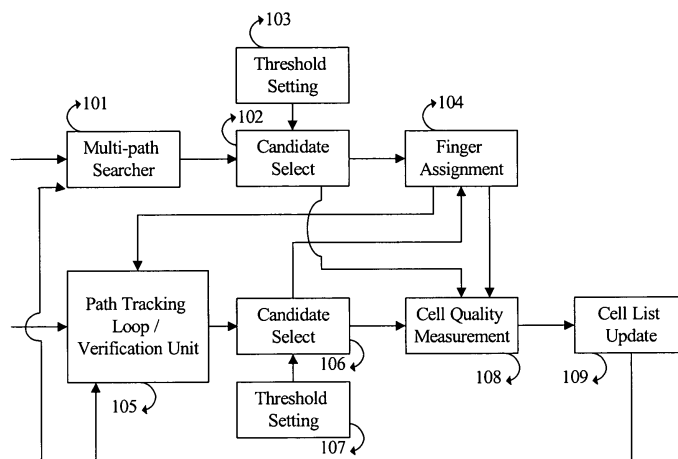 103
Threshold
Setting
101
102
104
Multi-path
Searcher
Candidate
Select
Finger
Assignment
Path Tracking
Loop /
Verification Unit
Candidate
Select
Cell Quality
Measurement
Cell List
Update
105
106
108
109
Threshold
Setting
107